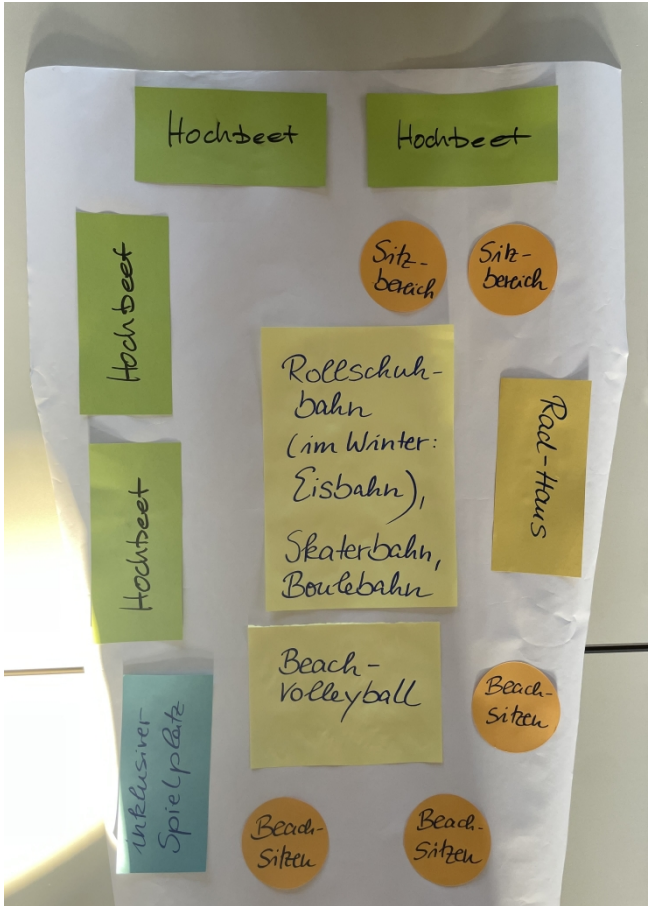 Hochbeet
Hochbeet
Hochbeet
Sitz-
bereich
Sitz-
bereich
Rollschuh-
bahn
(im Winter:
Eisbahn),
Skaterbahn,
Boulebahn
Rad-Haus
Hochbeet
Beach-
volleyball
Beach-
Sitzen
inklusiver
Spielplatz
Beach-
Sitzen
Beach-
Sitzen